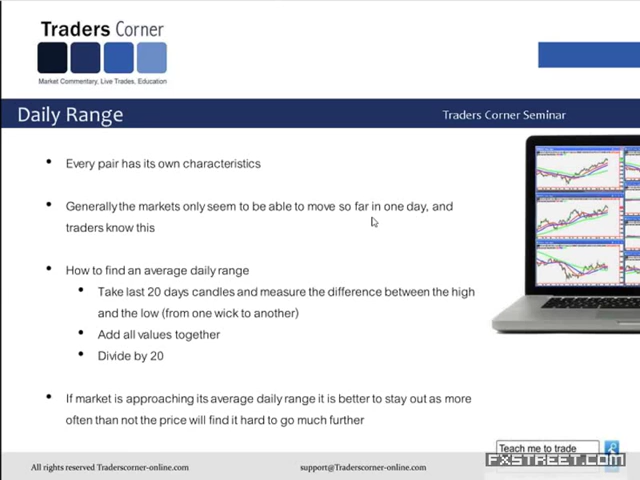 Traders Corner
Market Commentary, Live Trades, Education
Daily Range
Traders Corner Seminar
Every pair has its own characteristics
Generally the markets only seem to be able to move so far in one day, and
traders know this
How to find an average daily range
Take last 20 days candles and measure the difference between the high
and the low (from one wick to another)
Add all values together
Divide by 20
If market is approaching its average daily range it is better to stay out as more
often than not the price will find it hard to go much further
Teach me to trade
FXSTREET.COM
All rights reserved Traderscorner-online.com
support@Traderscorner-online.com